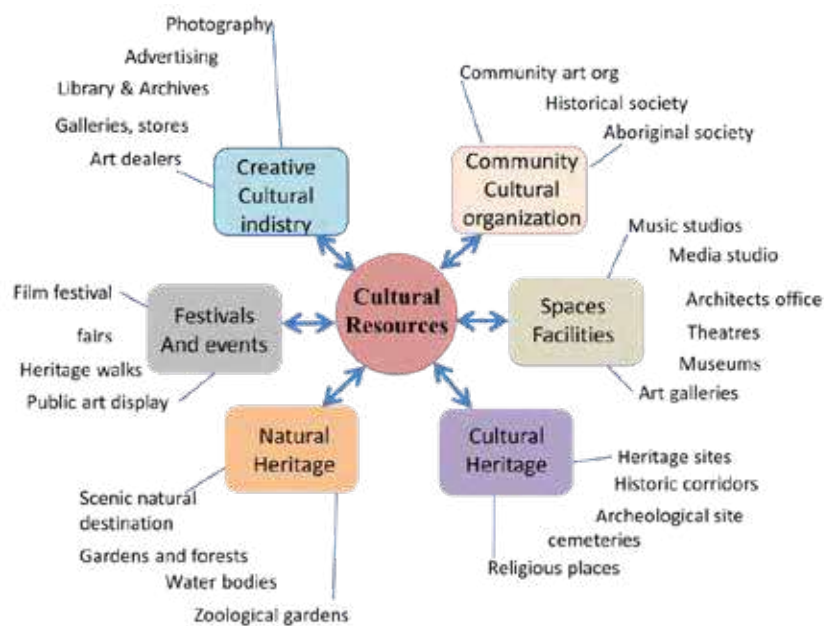 Photography
Advertising
Library & Archives
Galleries, stores
Art dealers
Creative
Cultural
indistry
Community art org
Historical society
Aboriginal society
Community
Cultural
organization
Music studios
Media studio
Architects office
Theatres
Museums
Art galleries
Spaces
Facilities
Cultural
Resources
Film festival
fairs
Heritage walks
Public art display
Festivals
And events
Natural
Heritage
Scenic natural
destination
Gardens and forests
Water bodies
Zoological gardens
Cultural
Heritage
Heritage sites
Historic corridors
Archeological site
cemeteries
Religious places